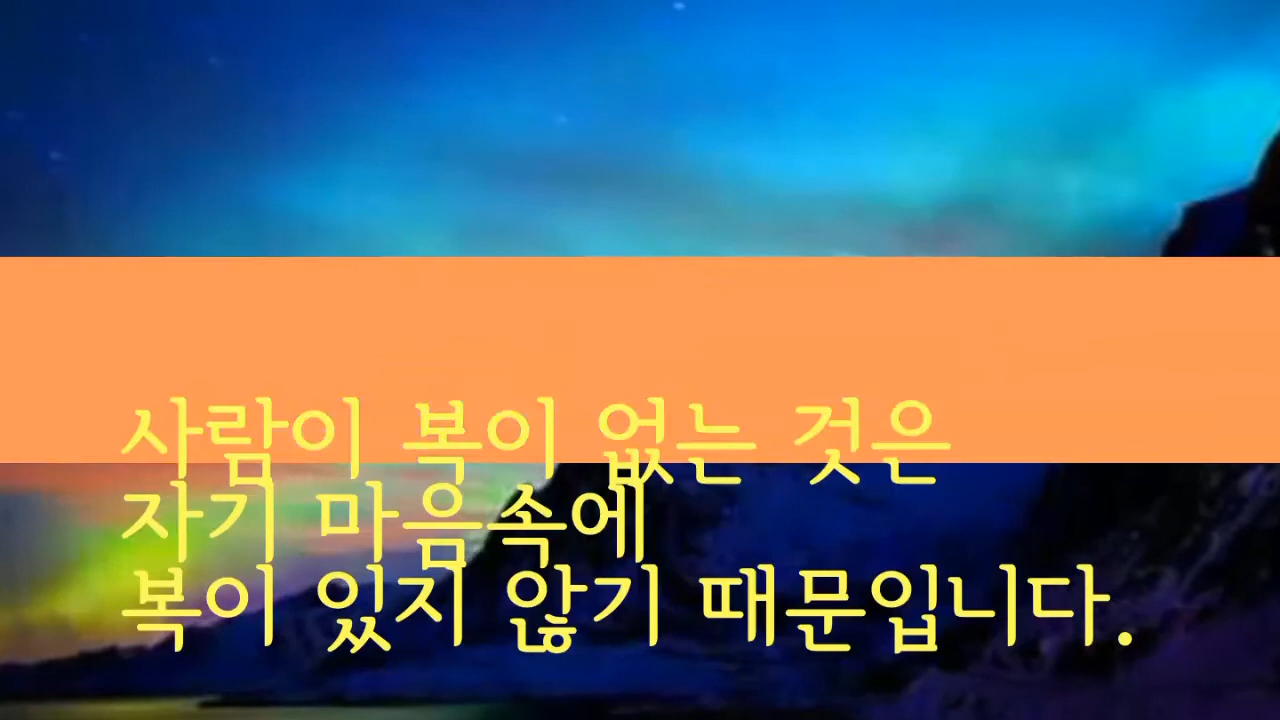 사람이 복이 없는 것은
자기 마음속에
복이 있지 않기 때문입니다.